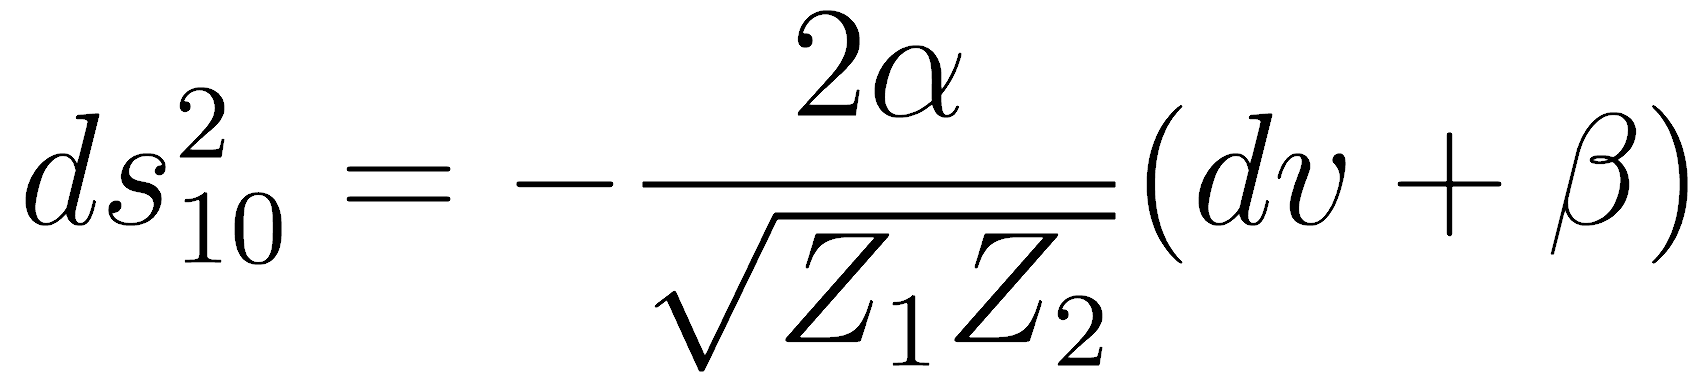 $ds_{10}^{2} = -\frac{2\alpha}{\sqrt{Z_1 Z_2}}(dv + \beta)$